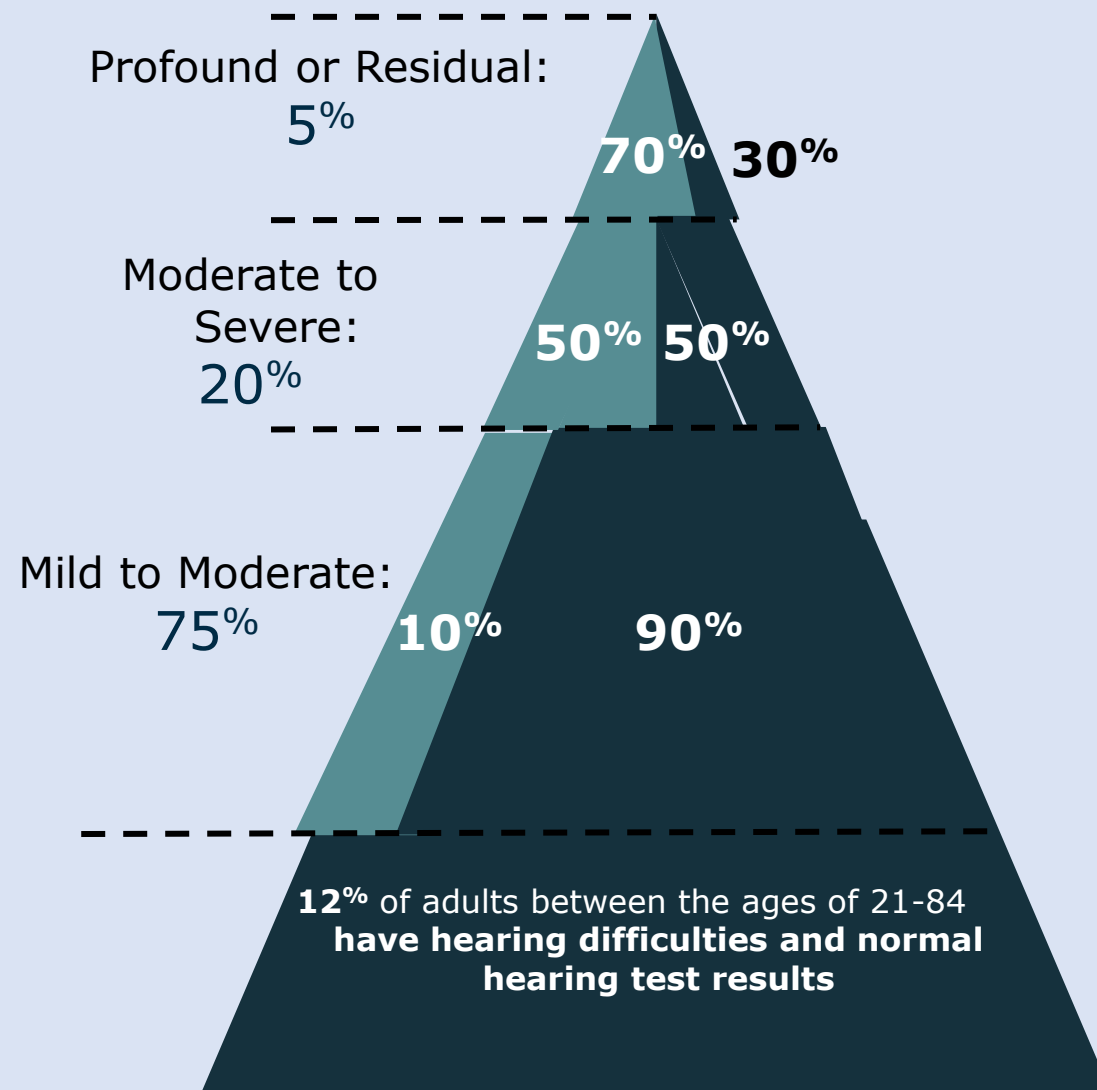 Profound or Residual:
5%
70%
30%
Moderate to
Severe:
20%
50%
50%
Mild to Moderate:
75%
10%
90%
12% of adults between the ages of 21-84
have hearing difficulties and normal
hearing test results